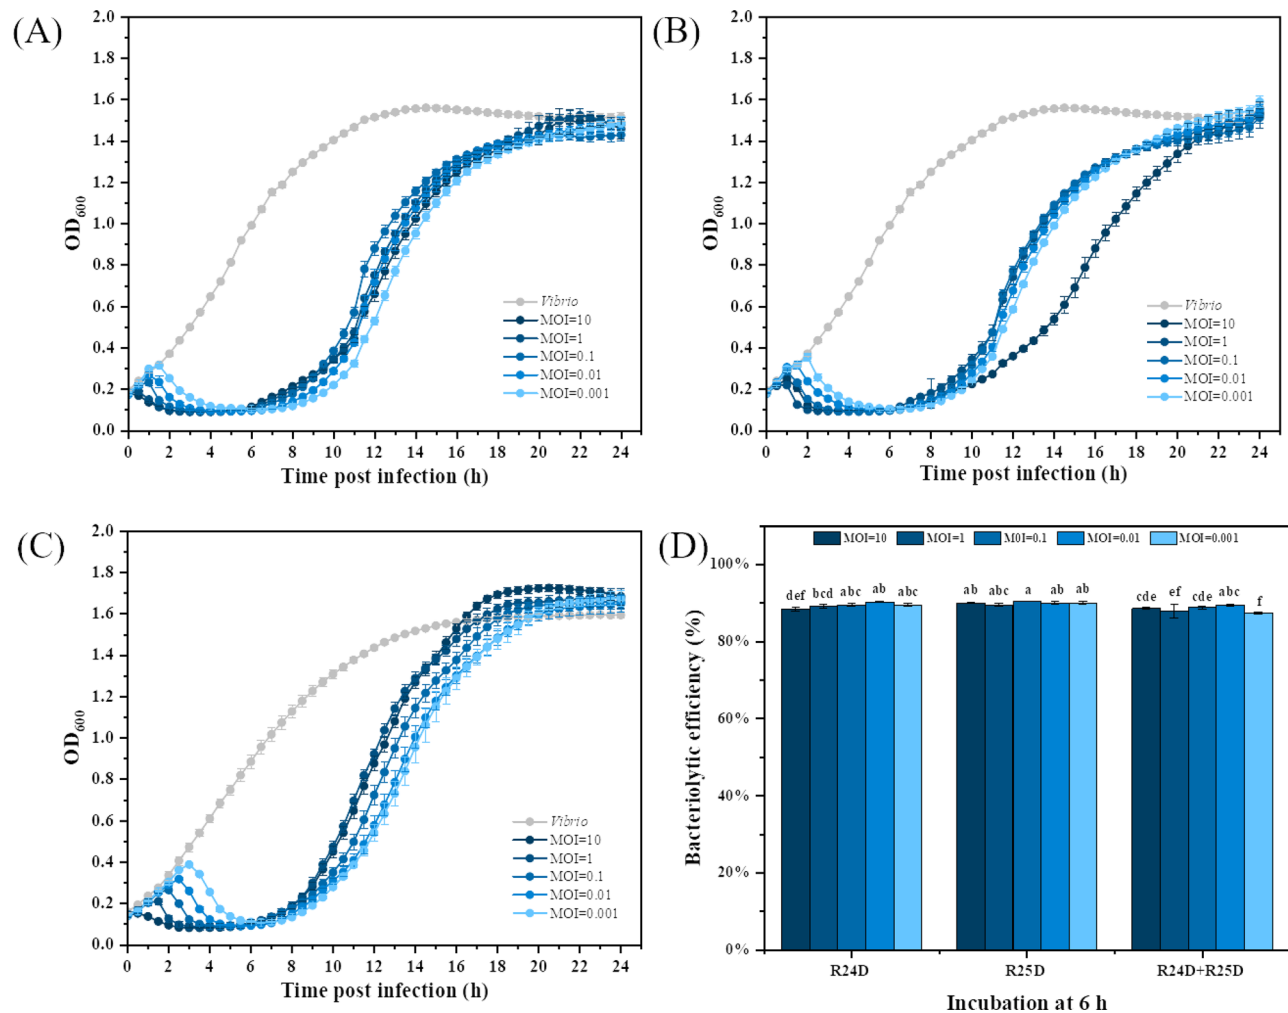 (A)
2.0
1.8
1.6
1.4
1.2
1.0
0.8
0.6
0.4
0.2
0.0
OD600
Vibrio
MOI=10
MOI=1
MOI=0.1
MOI=0.01
MOI=0.001
0 2 4 6 8 10 12 14 16 18 20 22 24
Time post infection (h)
(B)
2.0
1.8
1.6
1.4
1.2
1.0
0.8
0.6
0.4
0.2
0.0
OD600
Vibrio
MOI=10
MOI=1
MOI=0.1
MOI=0.01
MOI=0.001
0 2 4 6 8 10 12 14 16 18 20 22 24
Time post infection (h)
(C)
2.0
1.8
1.6
1.4
1.2
1.0
0.8
0.6
0.4
0.2
0.0
OD600
Vibrio
MOI=10
MOI=1
MOI=0.1
MOI=0.01
MOI=0.001
0 2 4 6 8 10 12 14 16 18 20 22 24
Time post infection (h)
(D)
MOI=10 MOI=1 M0I=0.1 MOI=0.01 MOI=0.001
100%
80%
60%
40%
20%
0%
Bacteriolytic efficiency (%)
def bcd abc ab abc
ab abc a ab ab
cde ef cde abc f
R24D R25D R24D+R25D
Incubation at 6 h